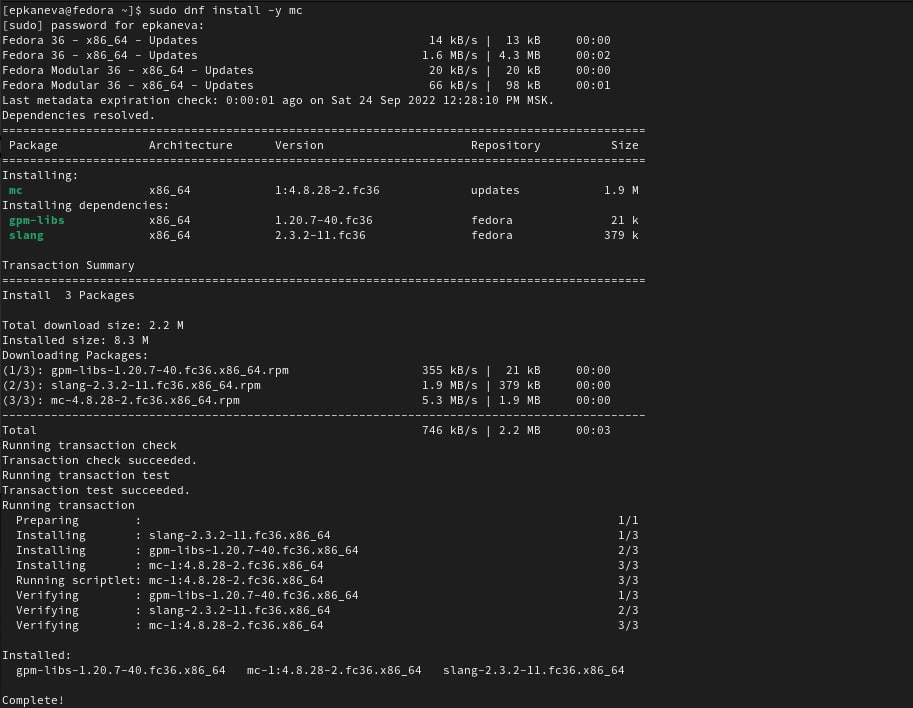 [epkaneva@fedora ~]$ sudo dnf install -y mc
[sudo] password for epkaneva:
Fedora 36 - x86_64 - Updates                                 14 kB/s |  13 kB     00:00
Fedora 36 - x86_64 - Updates                                1.6 MB/s | 4.3 MB     00:02
Fedora Modular 36 - x86_64 - Updates                         20 kB/s |  20 kB     00:00
Fedora Modular 36 - x86_64 - Updates                         66 kB/s |  98 kB     00:01
Last metadata expiration check: 0:00:01 ago on Sat 24 Sep 2022 12:28:10 PM MSK.
Dependencies resolved.
============================================================================================
 Package             Architecture      Version                     Repository          Size
============================================================================================
Installing:
 mc                  x86_64            1:4.8.28-2.fc36             updates            1.9 M
Installing dependencies:
 gpm-libs            x86_64            1.20.7-40.fc36              fedora              21 k
 slang               x86_64            2.3.2-11.fc36               fedora             379 k

Transaction Summary
============================================================================================
Install  3 Packages

Total download size: 2.2 M
Installed size: 8.3 M
Downloading Packages:
(1/3): gpm-libs-1.20.7-40.fc36.x86_64.rpm                   355 kB/s |  21 kB     00:00
(2/3): slang-2.3.2-11.fc36.x86_64.rpm                       1.9 MB/s | 379 kB     00:00
(3/3): mc-4.8.28-2.fc36.x86_64.rpm                          5.3 MB/s | 1.9 MB     00:00
--------------------------------------------------------------------------------------------
Total                                                       746 kB/s | 2.2 MB     00:03
Running transaction check
Transaction check succeeded.
Running transaction test
Transaction test succeeded.
Running transaction
  Preparing        :                                                                    1/1
  Installing       : slang-2.3.2-11.fc36.x86_64                                         1/3
  Installing       : gpm-libs-1.20.7-40.fc36.x86_64                                     2/3
  Installing       : mc-1:4.8.28-2.fc36.x86_64                                          3/3
  Running scriptlet: mc-1:4.8.28-2.fc36.x86_64                                          3/3
  Verifying        : gpm-libs-1.20.7-40.fc36.x86_64                                     1/3
  Verifying        : slang-2.3.2-11.fc36.x86_64                                         2/3
  Verifying        : mc-1:4.8.28-2.fc36.x86_64                                          3/3

Installed:
  gpm-libs-1.20.7-40.fc36.x86_64   mc-1:4.8.28-2.fc36.x86_64   slang-2.3.2-11.fc36.x86_64

Complete!